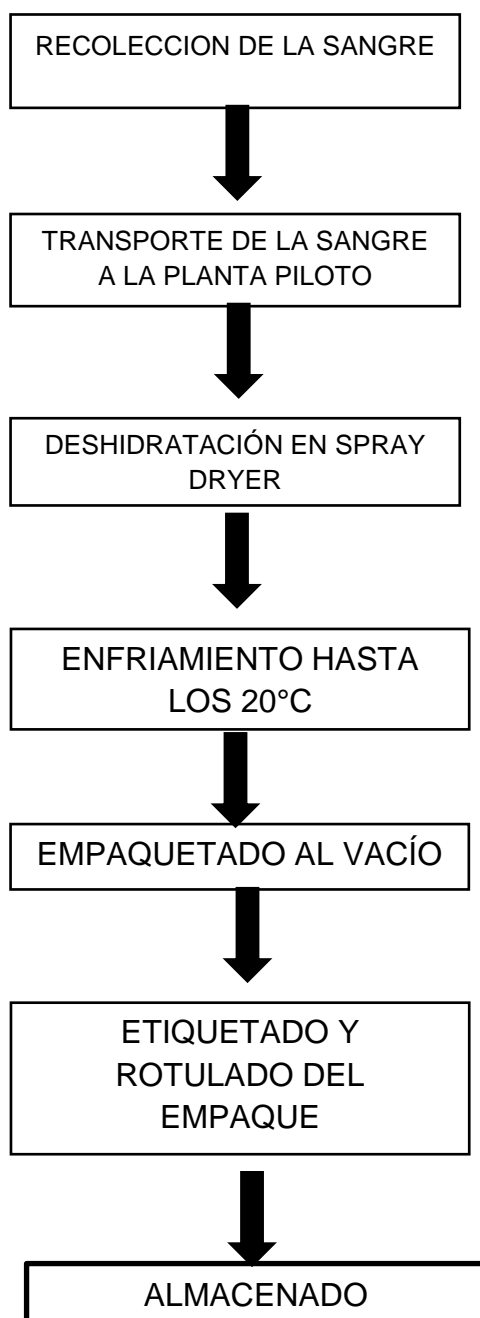 RECOLECCION DE LA SANGRE
TRANSPORTE DE LA SANGRE
A LA PLANTA PILOTO
DESHIDRATACIÓN EN SPRAY
DRYER
ENFRIAMIENTO HASTA
LOS 20°C
EMPAQUETADO AL VACÍO
ETIQUETADO Y
ROTULADO DEL
EMPAQUE
ALMACENADO